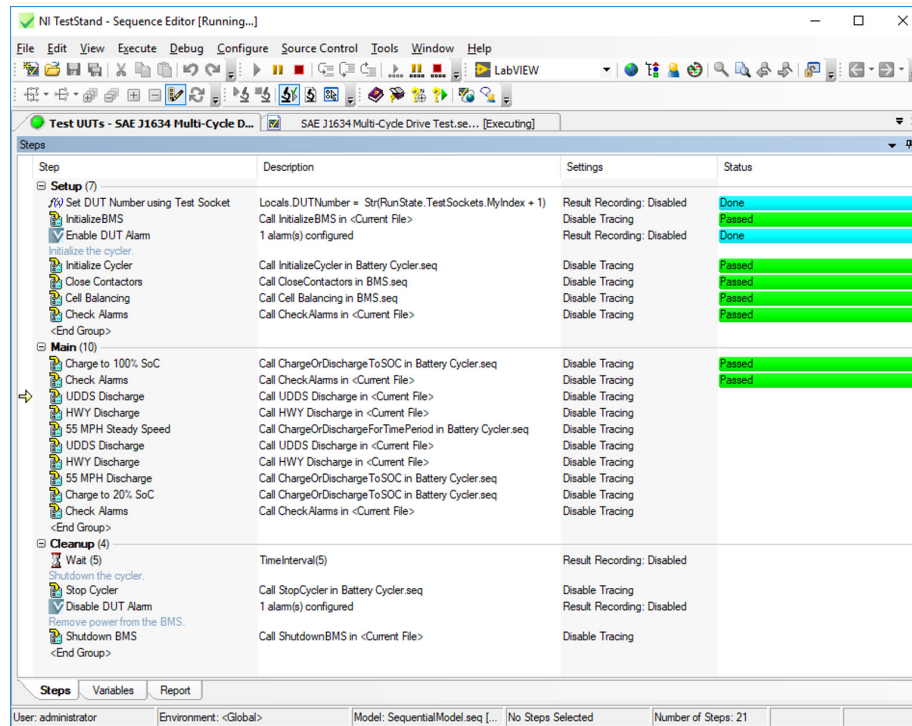 NI TestStand - Sequence Editor [Running...]
File Edit View Execute Debug Configure Source Control Tools Window Help
LabVIEW
Test UUTs - SAE J1634 Multi-Cycle D... SAE J1634 Multi-Cycle Drive Test.se... [Executing]
Steps
Step Description Settings Status
Setup (7)
f(x) Set DUT Number using Test Socket Locals.DUTNumber = Str(RunState.TestSockets.MyIndex + 1) Result Recording: Disabled Done
InitializeBMS Call InitializeBMS in <Current File> Disable Tracing Passed
Enable DUT Alarm 1 alarm(s) configured Result Recording: Disabled Done
Initialize the cycler.
Initialize Cycler Call InitializeCycler in Battery Cycler.seq Disable Tracing Passed
Close Contactors Call CloseContactors in BMS.seq Disable Tracing Passed
Cell Balancing Call Cell Balancing in BMS.seq Disable Tracing Passed
Check Alarms Call CheckAlarms in <Current File> Disable Tracing Passed
<End Group>
Main (10)
Charge to 100% SoC Call ChargeOrDischargeToSOC in Battery Cycler.seq Disable Tracing Passed
Check Alarms Call CheckAlarms in <Current File> Disable Tracing Passed
UDDS Discharge Call UDDS Discharge in <Current File> Disable Tracing
HWY Discharge Call HWY Discharge in <Current File> Disable Tracing
55 MPH Steady Speed Call ChargeOrDischargeForTimePeriod in Battery Cycler.seq Disable Tracing
UDDS Discharge Call UDDS Discharge in <Current File> Disable Tracing
HWY Discharge Call HWY Discharge in <Current File> Disable Tracing
55 MPH Discharge Call ChargeOrDischargeToSOC in Battery Cycler.seq Disable Tracing
Charge to 20% SoC Call ChargeOrDischargeToSOC in Battery Cycler.seq Disable Tracing
Check Alarms Call CheckAlarms in <Current File> Disable Tracing
<End Group>
Cleanup (4)
Wait (5) TimeInterval(5) Result Recording: Disabled
Shutdown the cycler.
Stop Cycler Call StopCycler in Battery Cycler.seq Disable Tracing
Disable DUT Alarm 1 alarm(s) configured Result Recording: Disabled
Remove power from the BMS.
Shutdown BMS Call ShutdownBMS in <Current File> Disable Tracing
<End Group>
Steps Variables Report
User: administrator Environment: <Global> Model: SequentialModel.seq [... No Steps Selected Number of Steps: 21